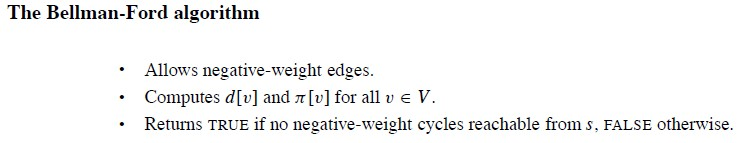 The Bellman-Ford algorithm
• Allows negative-weight edges.
• Computes d[v] and π[v] for all v ∈ V.
• Returns TRUE if no negative-weight cycles reachable from s, FALSE otherwise.